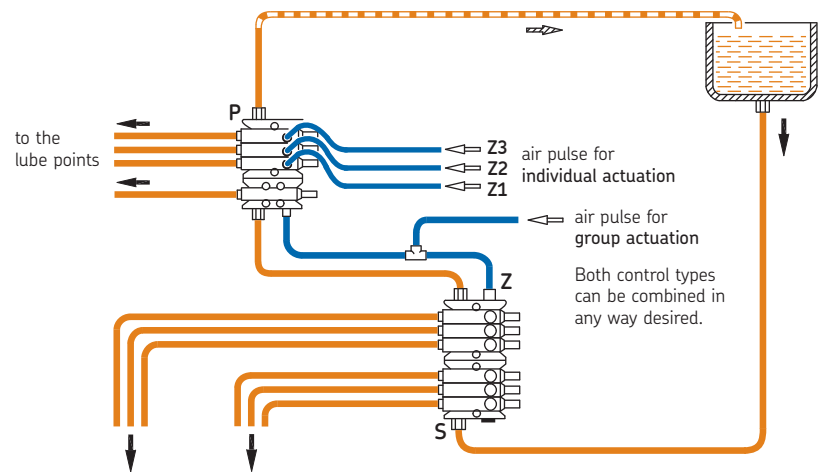 P
to the
lube points
Z3
Z2
Z1
air pulse for
individual actuation
air pulse for
group actuation
Both control types
can be combined in
any way desired.
Z
S